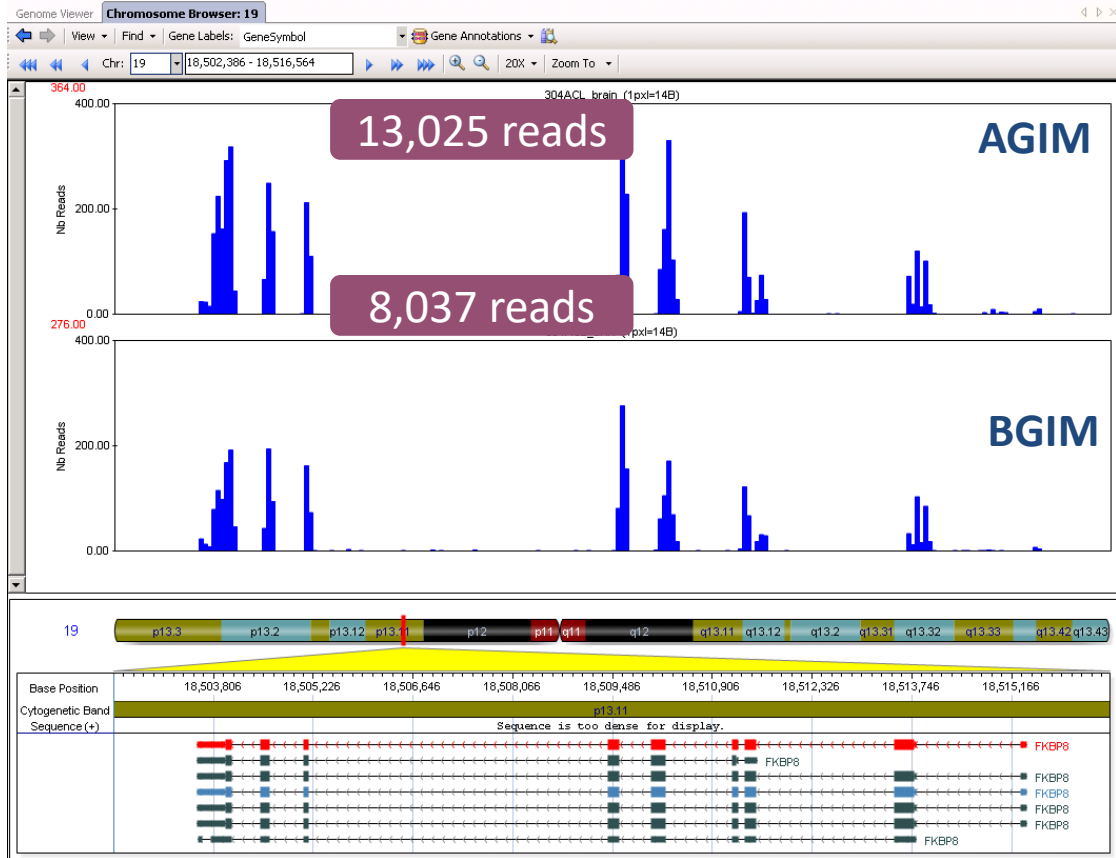 Genome Viewer Chromosome Browser: 19
View Find Gene Labels: GeneSymbol Gene Annotations
Chr: 19 18,502,386 - 18,516,564 20X Zoom To
364.00
304ACL_brain (1pxl=14B)
400.00
13,025 reads
AGIM
Nb Reads
200.00
0.00
8,037 reads
276.00
(1pxl=14B)
400.00
BGIM
Nb Reads
200.00
0.00
19 p13.3 p13.2 p13.12 p13.11 p12 p11 q11 q12 q13.11 q13.12 q13.2 q13.31 q13.32 q13.33 q13.42 q13.43
Base Position 18,503,806 18,505,226 18,506,646 18,508,066 18,509,486 18,510,906 18,512,326 18,513,746 18,515,166
Cytogenetic Band p13.11
Sequence (+) Sequence is too dense for display.
FKBP8
FKBP8
FKBP8
FKBP8
FKBP8
FKBP8
FKBP8